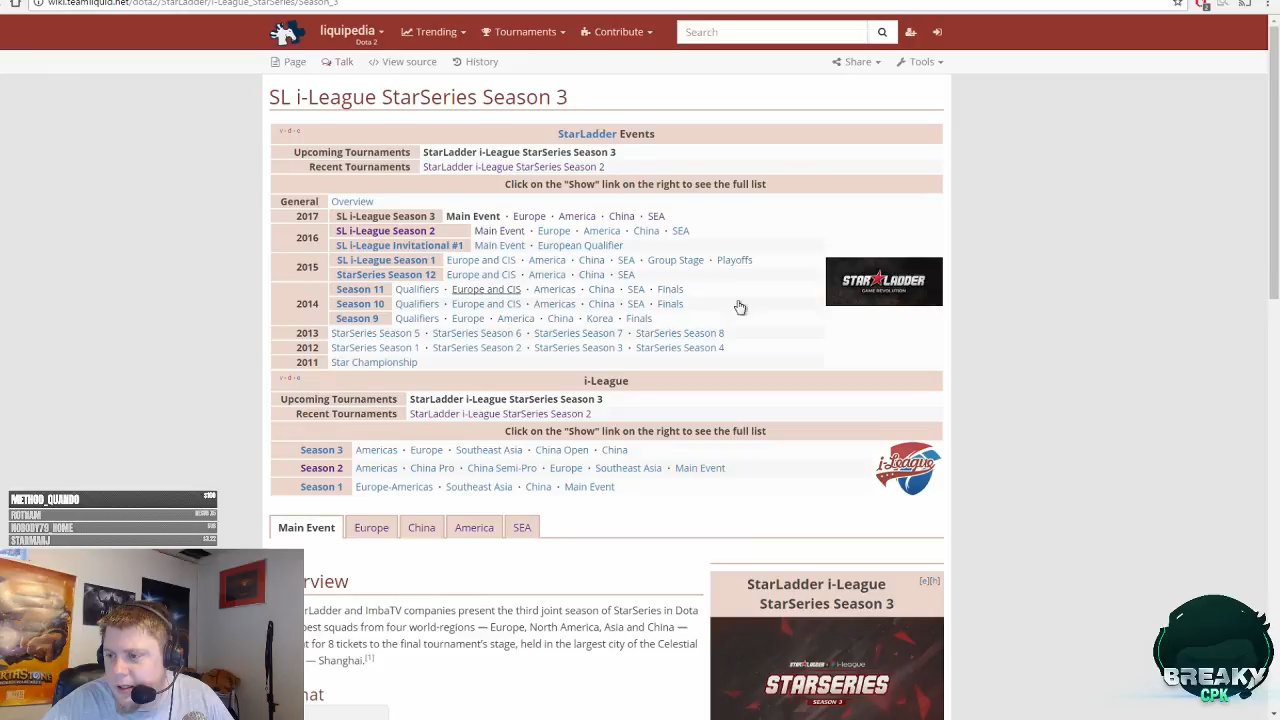 wiki.teamliquid.net/dota2/StarLadder/i-League_StarSeries/Season_3
liquipedia Dota 2 Trending Tournaments Contribute Search
Page Talk View source History Share Tools
SL i-League StarSeries Season 3
v · d · e StarLadder Events
Upcoming Tournaments StarLadder i-League StarSeries Season 3
Recent Tournaments StarLadder i-League StarSeries Season 2
Click on the "Show" link on the right to see the full list
General Overview
2017 SL i-League Season 3 Main Event · Europe · America · China · SEA
2016 SL i-League Season 2 Main Event · Europe · America · China · SEA
SL i-League Invitational #1 Main Event · European Qualifier
2015 SL i-League Season 1 Europe and CIS · America · China · SEA · Group Stage · Playoffs
StarSeries Season 12 Europe and CIS · America · China · SEA
STAR LADDER
GAME REVOLUTION
2014 Season 11 Qualifiers · Europe and CIS · Americas · China · SEA · Finals
Season 10 Qualifiers · Europe and CIS · Americas · China · SEA · Finals
Season 9 Qualifiers · Europe · America · China · Korea · Finals
2013 StarSeries Season 5 · StarSeries Season 6 · StarSeries Season 7 · StarSeries Season 8
2012 StarSeries Season 1 · StarSeries Season 2 · StarSeries Season 3 · StarSeries Season 4
2011 Star Championship
v · d · e i-League
Upcoming Tournaments StarLadder i-League StarSeries Season 3
Recent Tournaments StarLadder i-League StarSeries Season 2
Click on the "Show" link on the right to see the full list
Season 3 Americas · Europe · Southeast Asia · China Open · China
Season 2 Americas · China Pro · China Semi-Pro · Europe · Southeast Asia · Main Event
Season 1 Europe-Americas · Southeast Asia · China · Main Event
i-League
Main Event Europe China America SEA
METHOD_QUANDO $100
ROTHAM
NOBODY79_HOME
STARMANJ
rview
rLadder and ImbaTV companies present the third joint season of StarSeries in Dota
est squads from four world-regions — Europe, North America, Asia and China —
t for 8 tickets to the final tournament's stage, held in the largest city of the Celestial
— Shanghai.[1]
mat
StarLadder i-League [e][h]
StarSeries Season 3
STARLADDER i-League
STARSERIES
SEASON 3
BREAKY
CPK